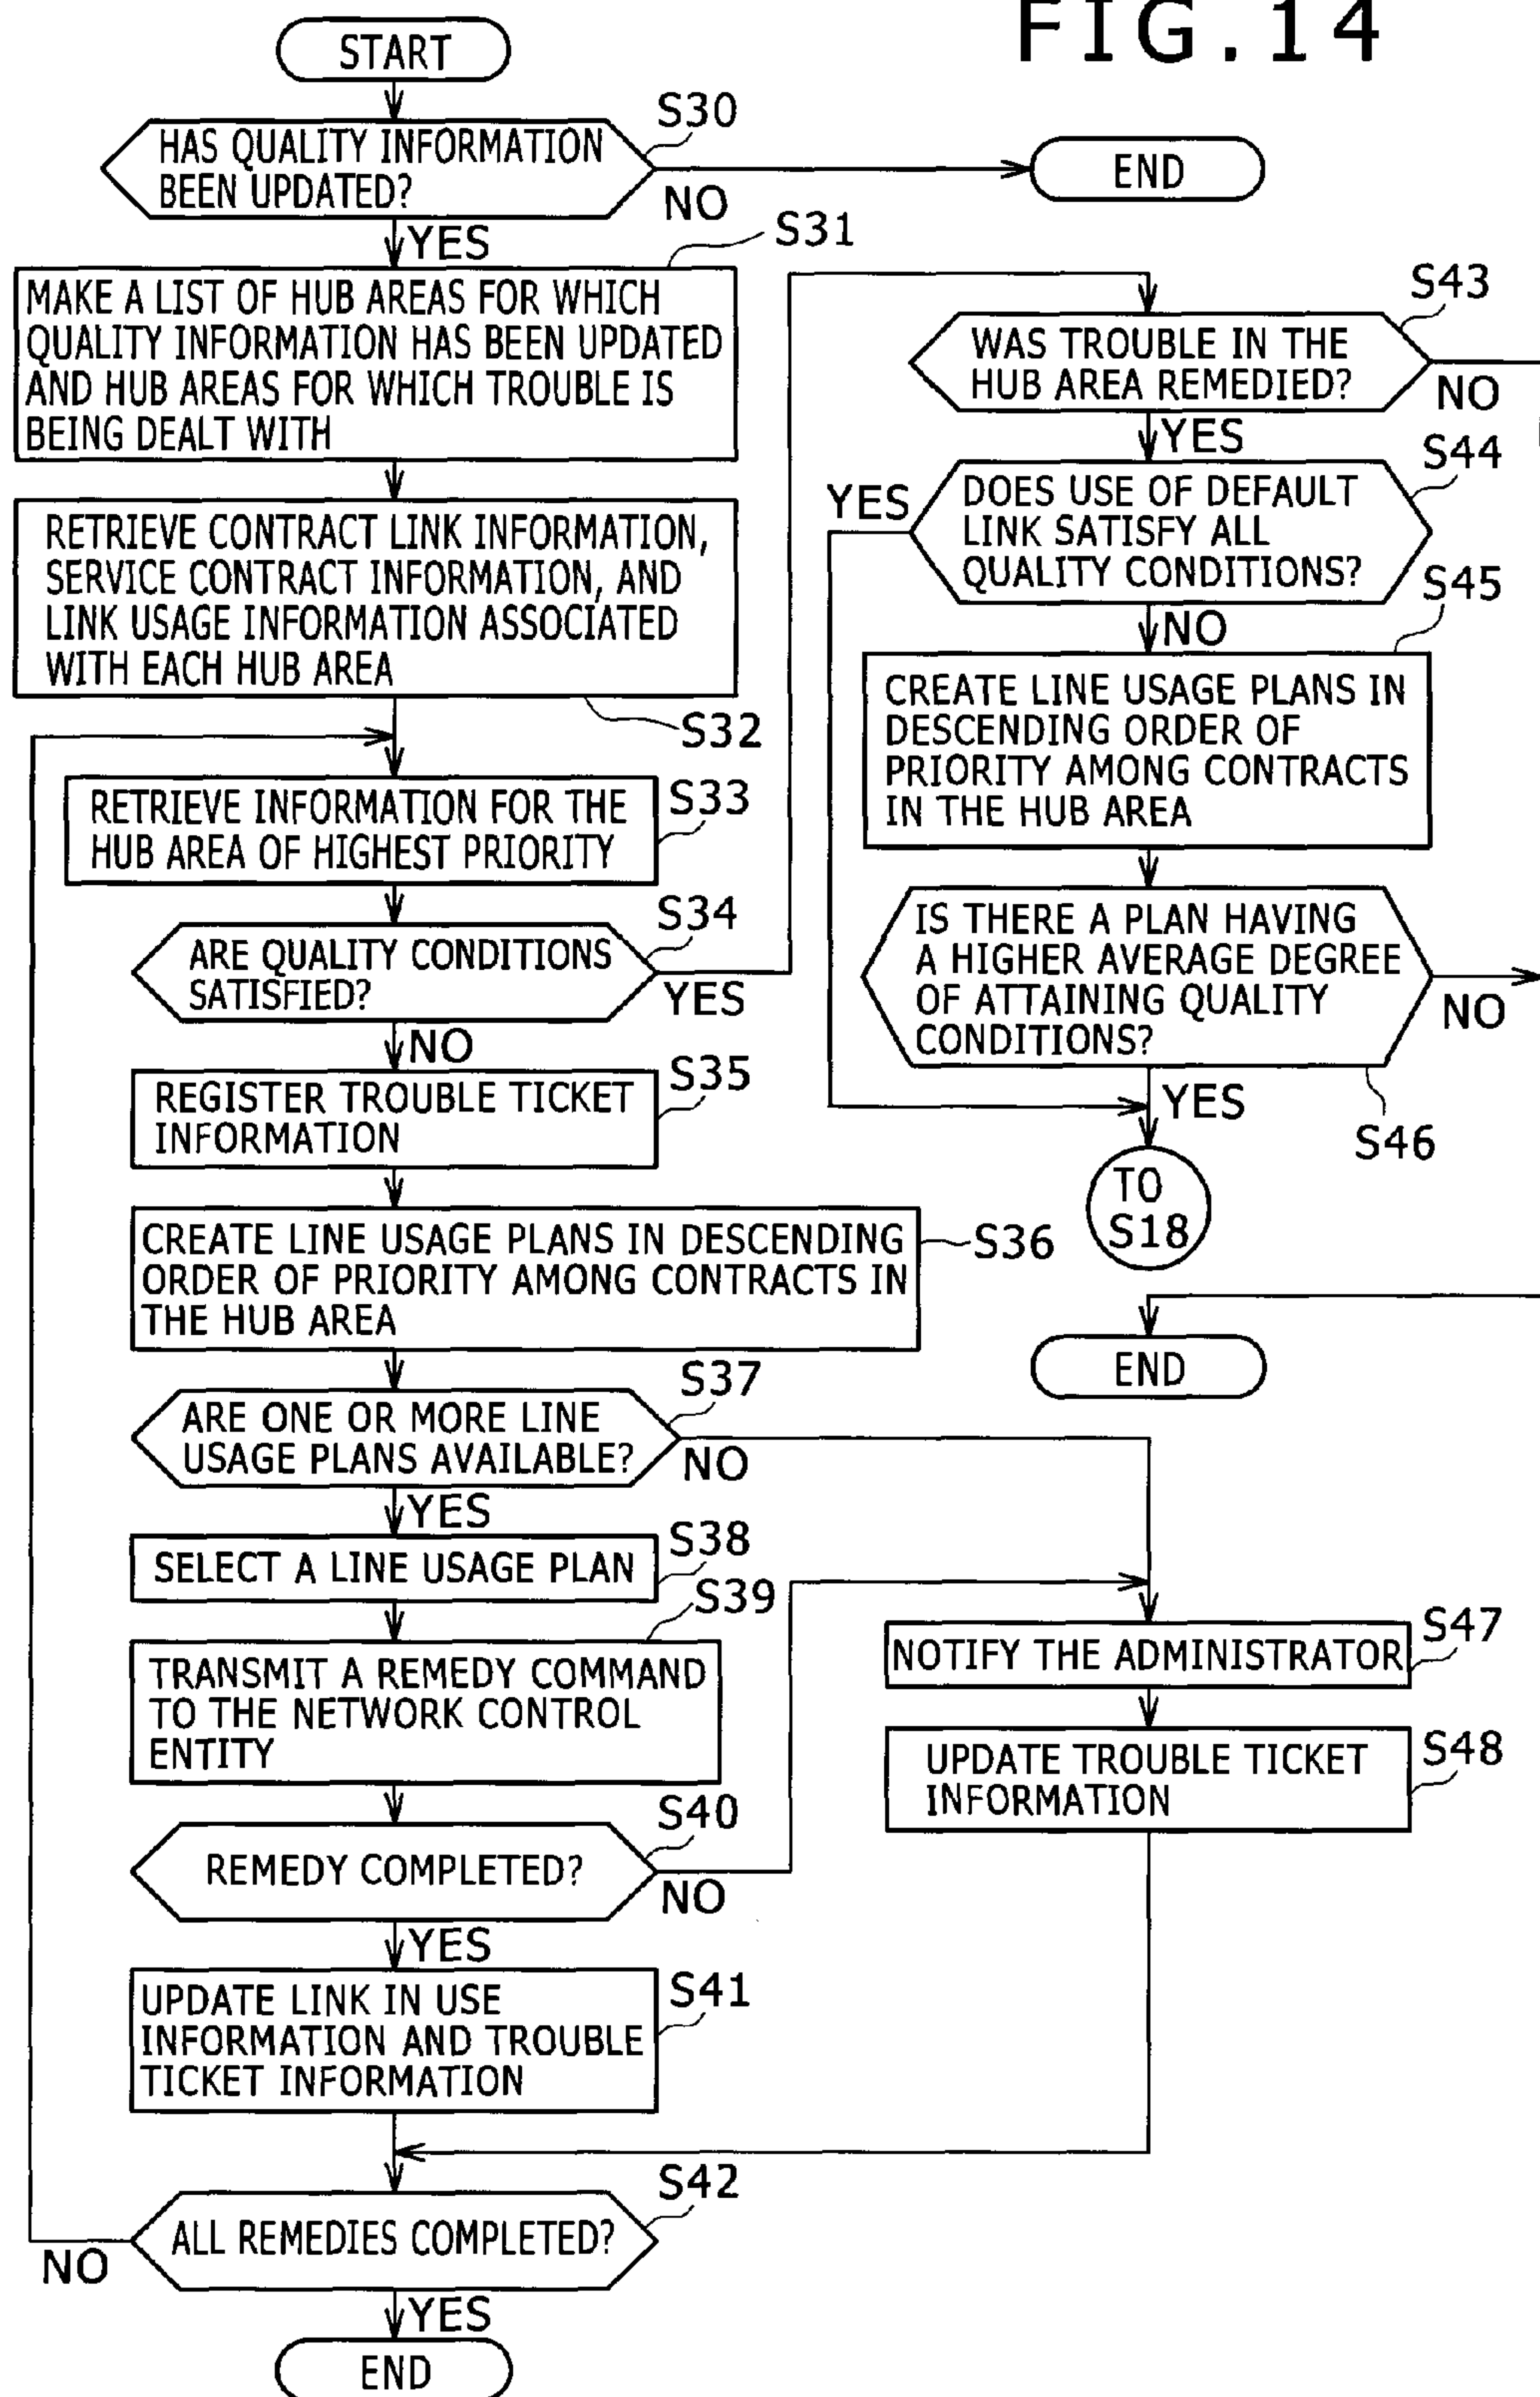 FIG.14
START
S30
HAS QUALITY INFORMATION
BEEN UPDATED?
NO
END
YES
S31
MAKE A LIST OF HUB AREAS FOR WHICH
QUALITY INFORMATION HAS BEEN UPDATED
AND HUB AREAS FOR WHICH TROUBLE IS
BEING DEALT WITH
RETRIEVE CONTRACT LINK INFORMATION,
SERVICE CONTRACT INFORMATION, AND
LINK USAGE INFORMATION ASSOCIATED
WITH EACH HUB AREA
S32
RETRIEVE INFORMATION FOR THE
HUB AREA OF HIGHEST PRIORITY
S33
S34
ARE QUALITY CONDITIONS
SATISFIED?
YES
NO
S35
REGISTER TROUBLE TICKET
INFORMATION
CREATE LINE USAGE PLANS IN DESCENDING
ORDER OF PRIORITY AMONG CONTRACTS IN
THE HUB AREA
S36
S37
ARE ONE OR MORE LINE
USAGE PLANS AVAILABLE?
NO
YES
S38
SELECT A LINE USAGE PLAN
S39
TRANSMIT A REMEDY COMMAND
TO THE NETWORK CONTROL
ENTITY
S40
REMEDY COMPLETED?
NO
YES
S41
UPDATE LINK IN USE
INFORMATION AND TROUBLE
TICKET INFORMATION
S42
ALL REMEDIES COMPLETED?
NO
YES
END
S43
WAS TROUBLE IN THE
HUB AREA REMEDIED?
NO
YES
S44
YES
DOES USE OF DEFAULT
LINK SATISFY ALL
QUALITY CONDITIONS?
S45
NO
CREATE LINE USAGE PLANS IN
DESCENDING ORDER OF
PRIORITY AMONG CONTRACTS
IN THE HUB AREA
IS THERE A PLAN HAVING
A HIGHER AVERAGE DEGREE
OF ATTAINING QUALITY
CONDITIONS?
NO
YES
S46
TO
S18
END
S47
NOTIFY THE ADMINISTRATOR
S48
UPDATE TROUBLE TICKET
INFORMATION